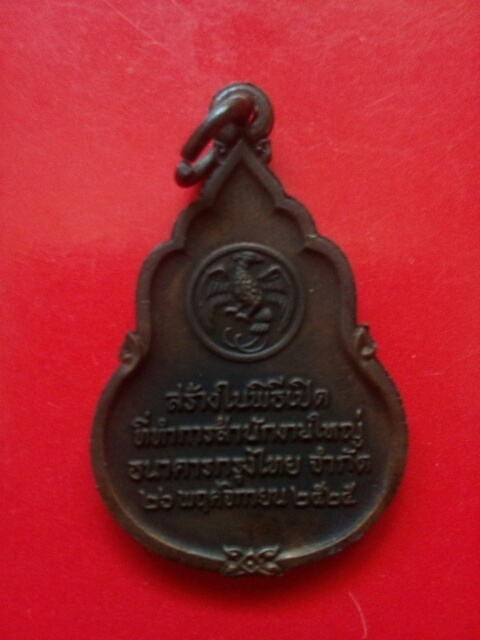 สร้างในพิธีเปิด
ที่ทำการสำนักงานใหญ่
ธนาคารกรุงไทย จำกัด
๒๖ พฤศจิกายน ๒๕๒๕